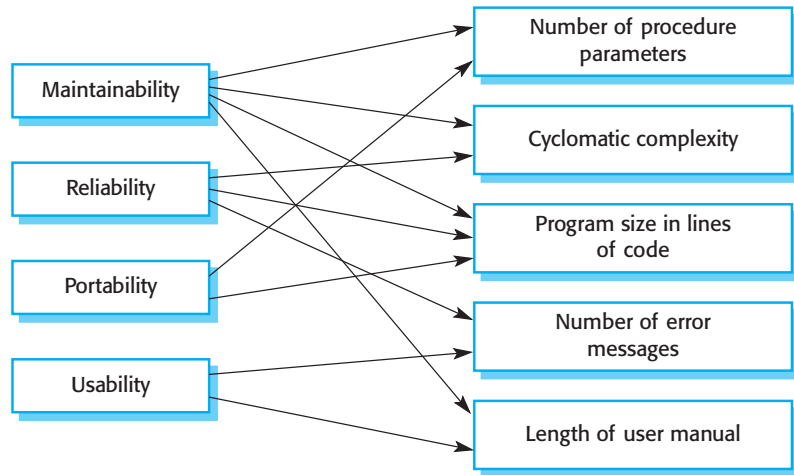 Maintainability
Reliability
Portability
Usability
Number of procedure
parameters
Cyclomatic complexity
Program size in lines
of code
Number of error
messages
Length of user manual